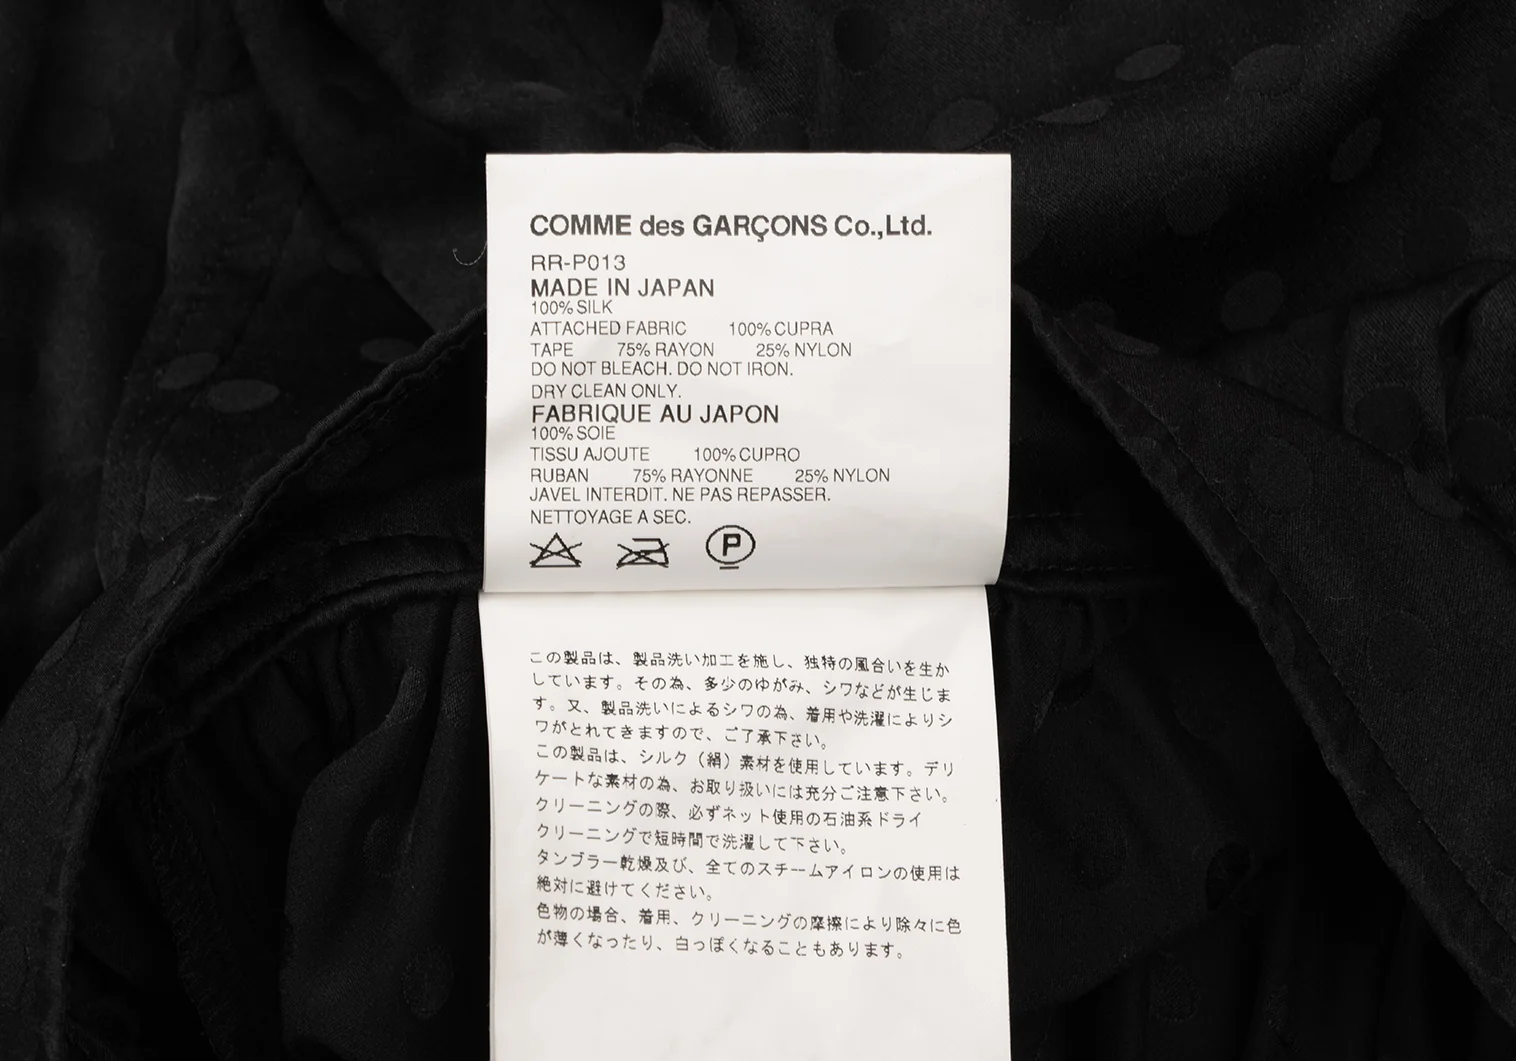 COMME des GARÇONS Co.,Ltd.
RR-P013
MADE IN JAPAN
100% SILK
ATTACHED FABRIC 100% CUPRA
TAPE 75% RAYON 25% NYLON
DO NOT BLEACH. DO NOT IRON.
DRY CLEAN ONLY.
FABRIQUE AU JAPON
100% SOIE
TISSU AJOUTE 100% CUPRO
RUBAN 75% RAYONNE 25% NYLON
JAVEL INTERDIT. NE PAS REPASSER.
NETTOYAGE A SEC.
P
この製品は、製品洗い加工を施し、独特の風合いを生か
しています。その為、多少のゆがみ、シワなどが生じま
す。又、製品洗いによるシワの為、着用や洗濯によりシ
ワがとれてきますので、ご了承下さい。
この製品は、シルク（絹）素材を使用しています。デリ
ケートな素材の為、お取り扱いには充分ご注意下さい。
クリーニングの際、必ずネット使用の石油系ドライ
クリーニングで短時間で洗濯して下さい。
タンブラー乾燥及び、全てのスチームアイロンの使用は
絶対に避けてください。
色物の場合、着用、クリーニングの摩擦により除々に色
が薄くなったり、白っぽくなることもあります。